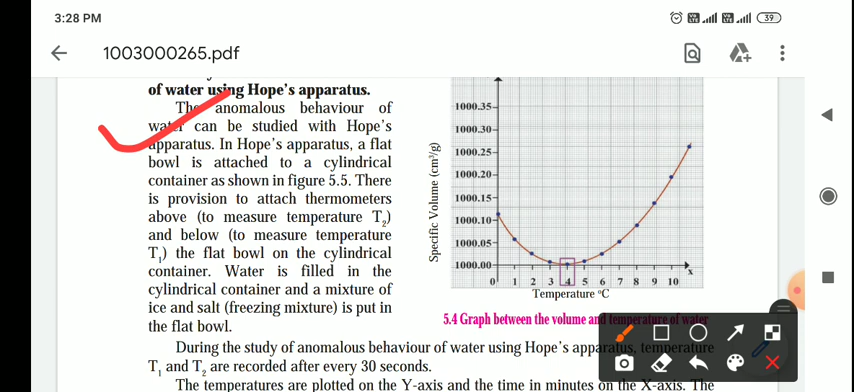 3:28 PM
39
1003000265.pdf
of water using Hope's apparatus.
The anomalous behaviour of
water can be studied with Hope's
apparatus. In Hope's apparatus, a flat
bowl is attached to a cylindrical
container as shown in figure 5.5. There
is provision to attach thermometers
above (to measure temperature T₂)
and below (to measure temperature
T₁) the flat bowl on the cylindrical
container. Water is filled in the
cylindrical container and a mixture of
ice and salt (freezing mixture) is put in
the flat bowl.
Specific Volume (cm³/g)
1000.35
1000.30
1000.25
1000.20
1000.15
1000.10
1000.05
1000.00
0 1 2 3 4 5 6 7 8 9 10
x
Temperature °C
5.4 Graph between the volume and temperature of water
During the study of anomalous behaviour of water using Hope's apparatus, temperature
T₁ and T₂ are recorded after every 30 seconds.
The temperatures are plotted on the Y-axis and the time in minutes on the X-axis. The